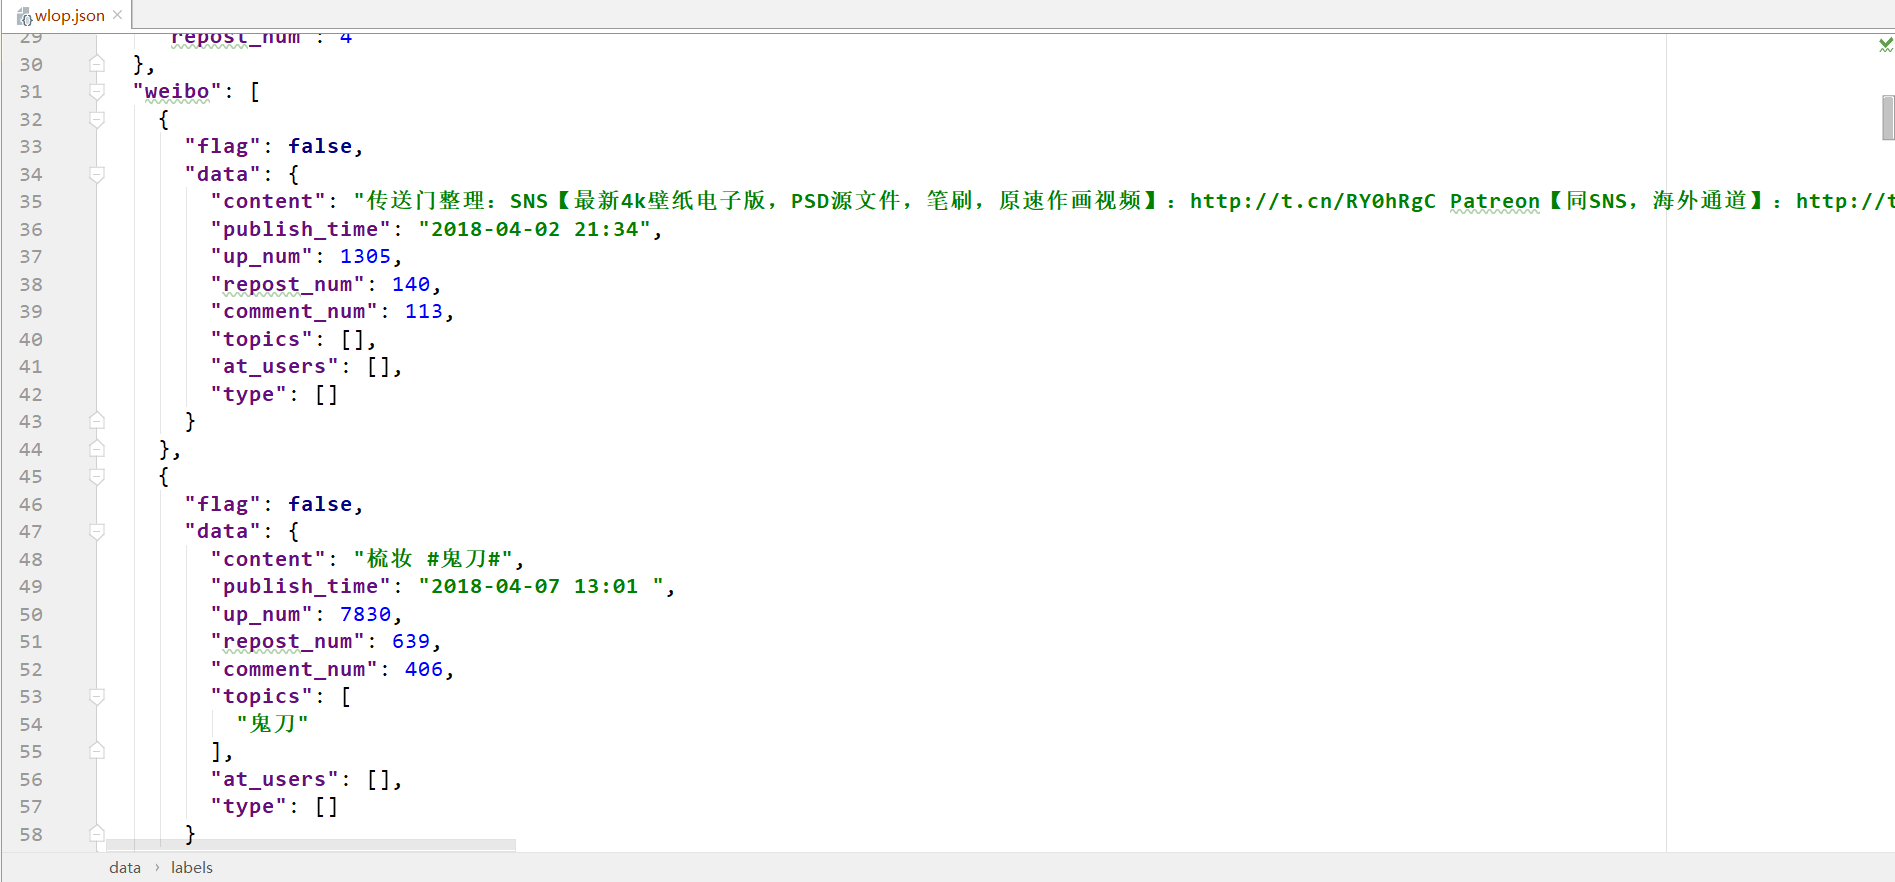 wlop.json
29 repost_num : 4
30 },
31 "weibo": [
32 {
33 "flag": false,
34 "data": {
35 "content": "传送门整理：SNS【最新4k壁纸电子版，PSD源文件，笔刷，原速作画视频】：http://t.cn/RY0hRgC Patreon【同SNS，海外通道】：http://t
36 "publish_time": "2018-04-02 21:34",
37 "up_num": 1305,
38 "repost_num": 140,
39 "comment_num": 113,
40 "topics": [],
41 "at_users": [],
42 "type": []
43 }
44 },
45 {
46 "flag": false,
47 "data": {
48 "content": "梳妆 #鬼刀#",
49 "publish_time": "2018-04-07 13:01 ",
50 "up_num": 7830,
51 "repost_num": 639,
52 "comment_num": 406,
53 "topics": [
54 "鬼刀"
55 ],
56 "at_users": [],
57 "type": []
58 }
data › labels